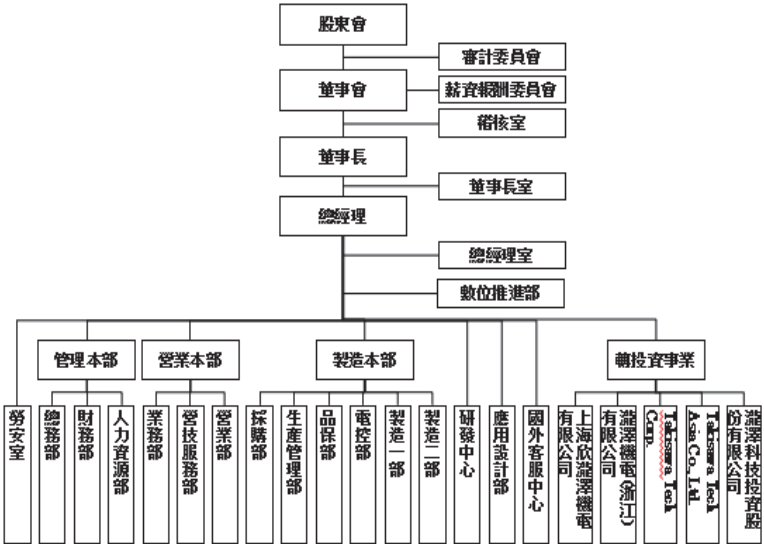 股東會
審計委員會
董事會
薪資報酬委員會
稽核室
董事長
董事長室
總經理
總經理室
數位推進部
管理本部
營業本部
製造本部
轉投資事業
勞安室
總務部
財務部
人力資源部
業務部
營技服務部
營業部
採購部
生產管理部
品保部
電控部
製造一部
製造二部
研發中心
應用設計部
國外客服中心
上海欣瀧澤機電
有限公司
瀧澤機電(浙江)
有限公司
Takisawa Tech
Corp.
Takisawa Tech
Asia Co., Ltd.
瀧澤科技投資股
份有限公司